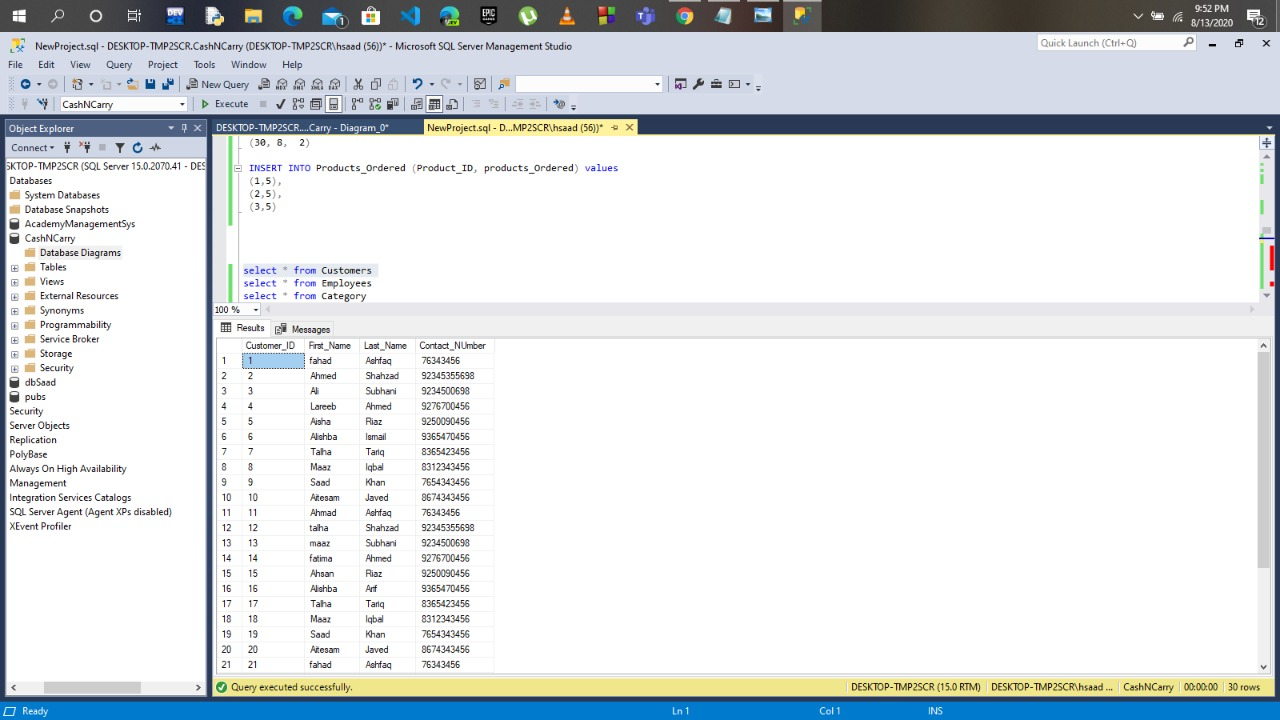 9:52 PM
8/13/2020
NewProject.sql - DESKTOP-TMP2SCR.CashNCarry (DESKTOP-TMP2SCR\hsaad (56))* - Microsoft SQL Server Management Studio
Quick Launch (Ctrl+Q)
File Edit View Query Project Tools Window Help
New Query
CashNCarry Execute
Object Explorer
DESKTOP-TMP2SCR....Carry - Diagram_0* NewProject.sql - D...MP2SCR\hsaad (56))*
Connect
SKTOP-TMP2SCR (SQL Server 15.0.2070.41 - DES
Databases
System Databases
Database Snapshots
AcademyManagementSys
CashNCarry
Database Diagrams
Tables
Views
External Resources
Synonyms
Programmability
Service Broker
Storage
Security
dbSaad
pubs
Security
Server Objects
Replication
PolyBase
Always On High Availability
Management
Integration Services Catalogs
SQL Server Agent (Agent XPs disabled)
XEvent Profiler
(30, 8,  2)
INSERT INTO Products_Ordered (Product_ID, products_Ordered) values
(1,5),
(2,5),
(3,5)
select * from Customers
select * from Employees
select * from Category
100 %
Results Messages
Customer_ID First_Name Last_Name Contact_NUmber
1 1 fahad Ashfaq 76343456
2 2 Ahmed Shahzad 92345355698
3 3 Ali Subhani 9234500698
4 4 Lareeb Ahmed 9276700456
5 5 Aisha Riaz 9250090456
6 6 Alishba Ismail 9365470456
7 7 Talha Tariq 8365423456
8 8 Maaz Iqbal 8312343456
9 9 Saad Khan 7654343456
10 10 Aitesam Javed 8674343456
11 11 Ahmad Ashfaq 76343456
12 12 talha Shahzad 92345355698
13 13 maaz Subhani 9234500698
14 14 fatima Ahmed 9276700456
15 15 Ahsan Riaz 9250090456
16 16 Alishba Arif 9365470456
17 17 Talha Tariq 8365423456
18 18 Maaz Iqbal 8312343456
19 19 Saad Khan 7654343456
20 20 Aitesam Javed 8674343456
21 21 fahad Ashfaq 76343456
Query executed successfully. DESKTOP-TMP2SCR (15.0 RTM) DESKTOP-TMP2SCR\hsaad ... CashNCarry 00:00:00 30 rows
Ready Ln 1 Col 1 INS